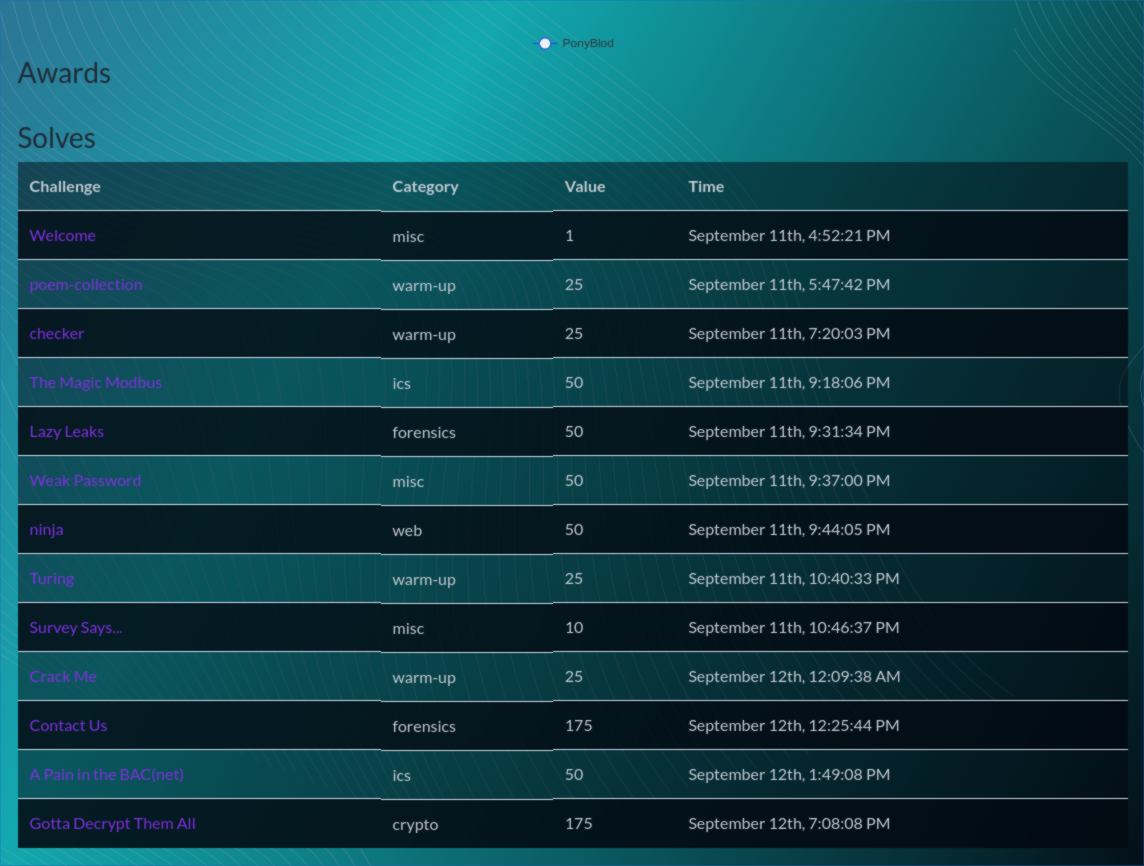 PonyBlod
Awards
Solves
Challenge Category Value Time
Welcome misc 1 September 11th, 4:52:21 PM
poem-collection warm-up 25 September 11th, 5:47:42 PM
checker warm-up 25 September 11th, 7:20:03 PM
The Magic Modbus ics 50 September 11th, 9:18:06 PM
Lazy Leaks forensics 50 September 11th, 9:31:34 PM
Weak Password misc 50 September 11th, 9:37:00 PM
ninja web 50 September 11th, 9:44:05 PM
Turing warm-up 25 September 11th, 10:40:33 PM
Survey Says... misc 10 September 11th, 10:46:37 PM
Crack Me warm-up 25 September 12th, 12:09:38 AM
Contact Us forensics 175 September 12th, 12:25:44 PM
A Pain in the BAC(net) ics 50 September 12th, 1:49:08 PM
Gotta Decrypt Them All crypto 175 September 12th, 7:08:08 PM